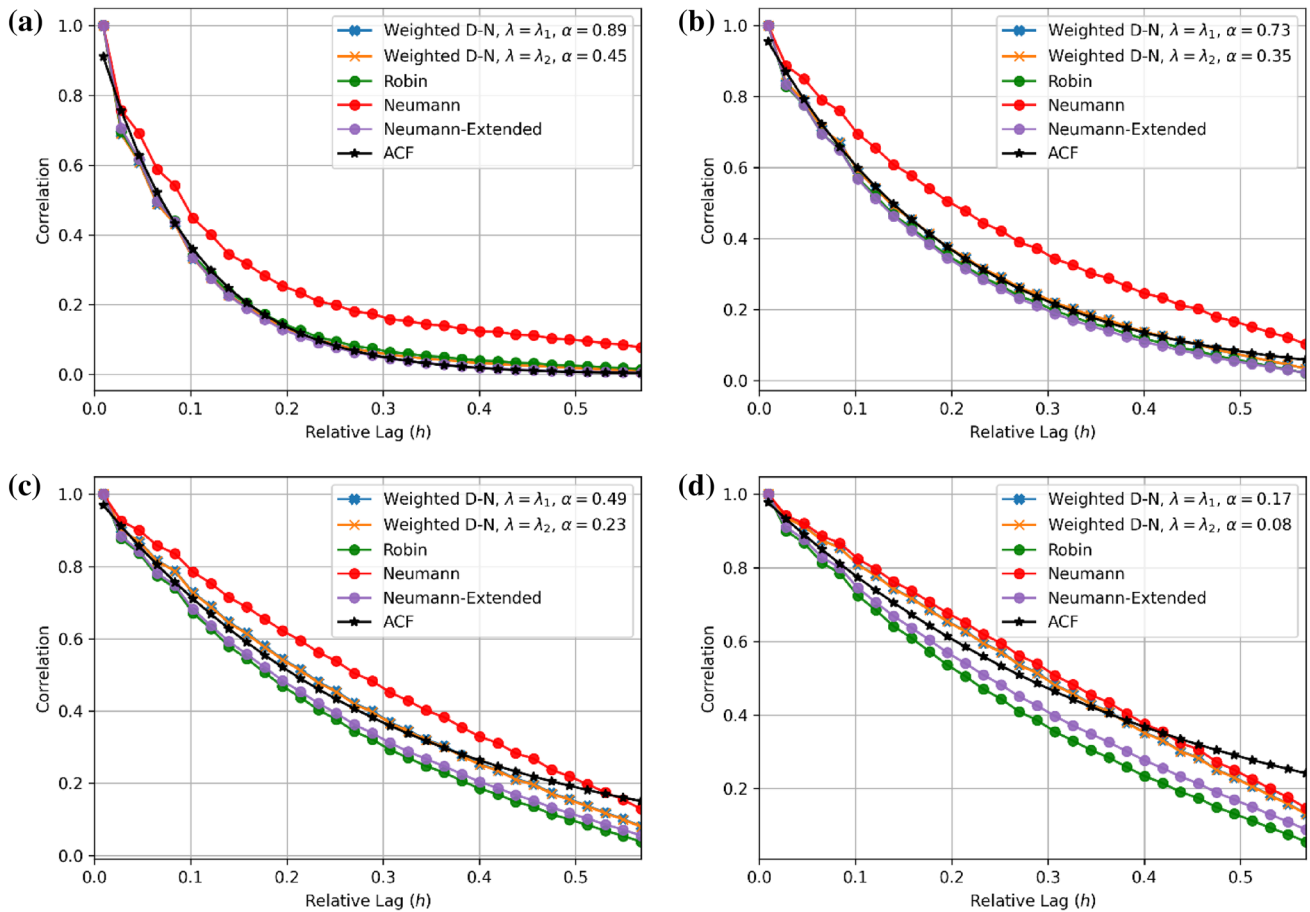 (a)
Correlation
1.0
0.8
0.6
0.4
0.2
0.0
Weighted D-N, λ = λ₁, α = 0.89
Weighted D-N, λ = λ₂, α = 0.45
Robin
Neumann
Neumann-Extended
ACF
0.0 0.1 0.2 0.3 0.4 0.5
Relative Lag (h)
(b)
Correlation
1.0
0.8
0.6
0.4
0.2
0.0
Weighted D-N, λ = λ₁, α = 0.73
Weighted D-N, λ = λ₂, α = 0.35
Robin
Neumann
Neumann-Extended
ACF
0.0 0.1 0.2 0.3 0.4 0.5
Relative Lag (h)
(c)
Correlation
1.0
0.8
0.6
0.4
0.2
0.0
Weighted D-N, λ = λ₁, α = 0.49
Weighted D-N, λ = λ₂, α = 0.23
Robin
Neumann
Neumann-Extended
ACF
0.0 0.1 0.2 0.3 0.4 0.5
Relative Lag (h)
(d)
Correlation
1.0
0.8
0.6
0.4
0.2
Weighted D-N, λ = λ₁, α = 0.17
Weighted D-N, λ = λ₂, α = 0.08
Robin
Neumann
Neumann-Extended
ACF
0.0 0.1 0.2 0.3 0.4 0.5
Relative Lag (h)